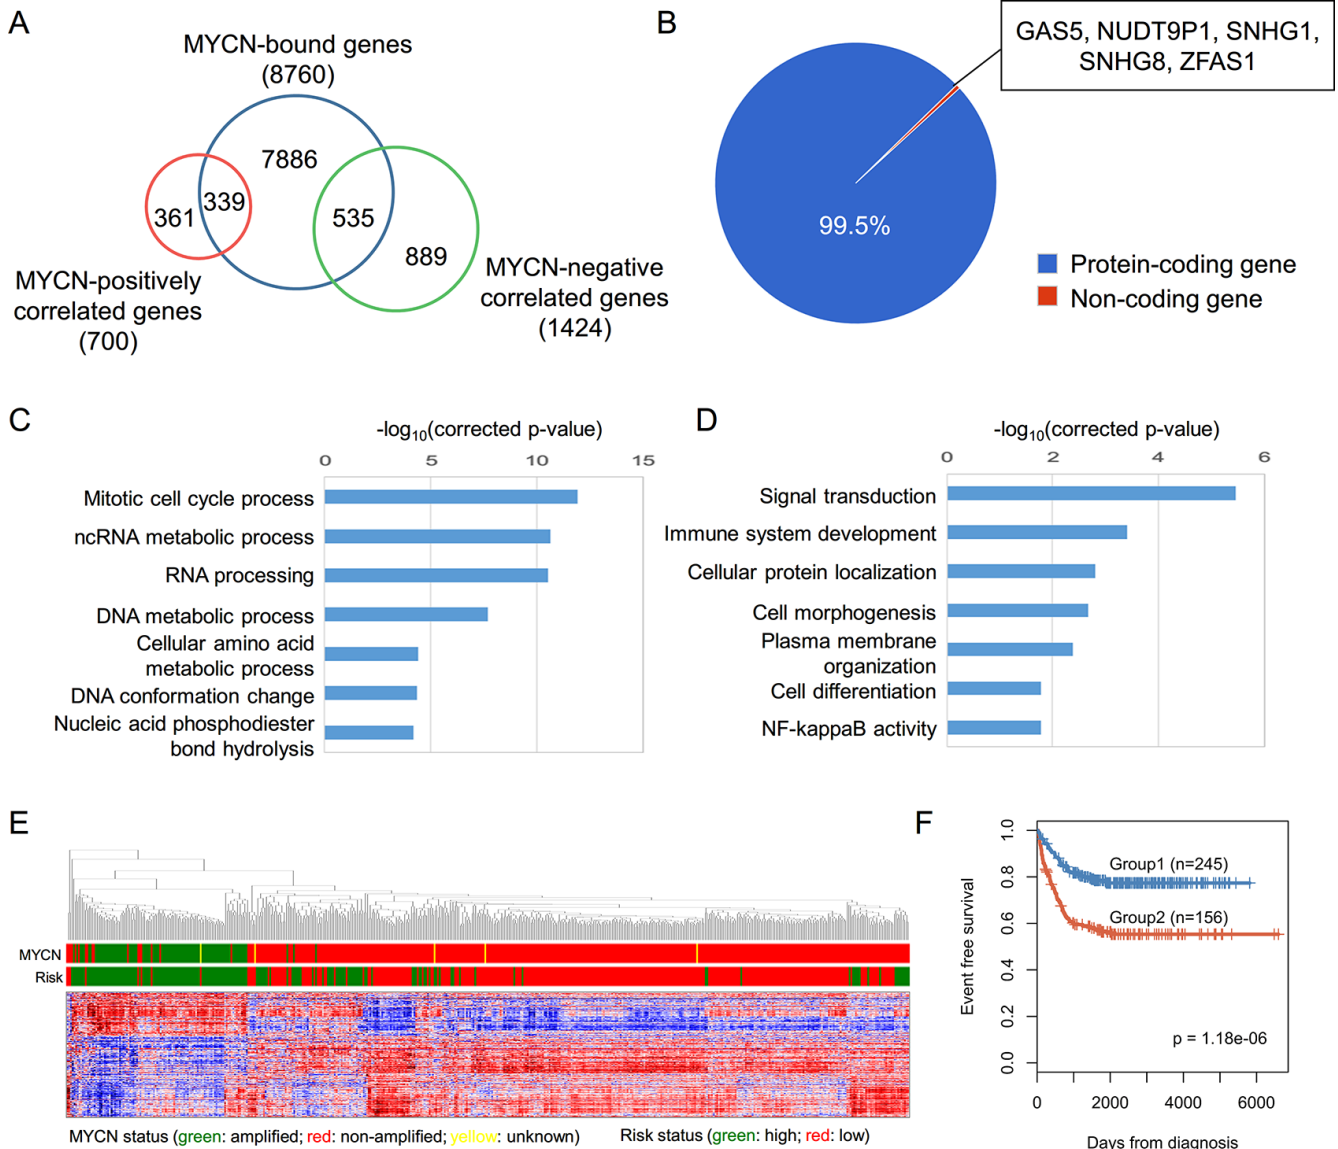 A
MYCN-bound genes
(8760)
7886
361
339
535
889
MYCN-positively
correlated genes
(700)
MYCN-negative
correlated genes
(1424)
B
GAS5, NUDT9P1, SNHG1,
SNHG8, ZFAS1
99.5%
Protein-coding gene
Non-coding gene
C
-log10(corrected p-value)
0 5 10 15
Mitotic cell cycle process
ncRNA metabolic process
RNA processing
DNA metabolic process
Cellular amino acid
metabolic process
DNA conformation change
Nucleic acid phosphodiester
bond hydrolysis
D
-log10(corrected p-value)
0 2 4 6
Signal transduction
Immune system development
Cellular protein localization
Cell morphogenesis
Plasma membrane
organization
Cell differentiation
NF-kappaB activity
E
MYCN
Risk
MYCN status (green: amplified; red: non-amplified; yellow: unknown)
Risk status (green: high; red: low)
F
Event free survival
1.0
0.8
0.6
0.4
0.2
0.0
Group1 (n=245)
Group2 (n=156)
p = 1.18e-06
0 2000 4000 6000
Days from diagnosis